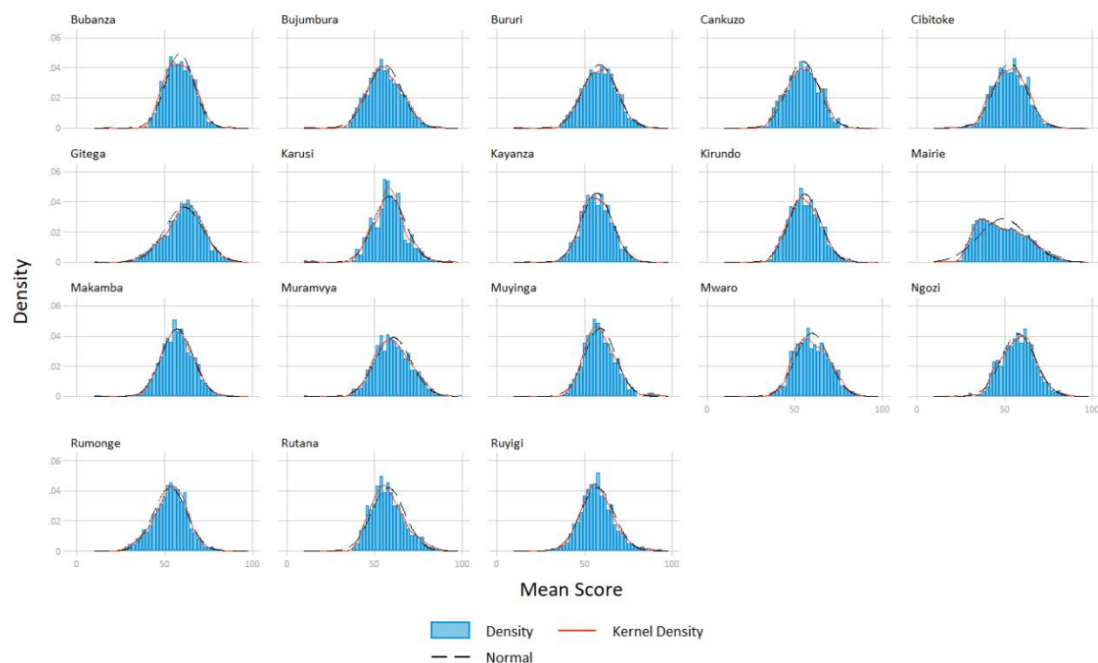 Bubanza Bujumbura Bururi Cankuzo Cibitoke
.06
.04
.02
0
Gitega Karusi Kayanza Kirundo Mairie
.06
.04
.02
0
Makamba Muramvya Muyinga Mwaro Ngozi
.06
.04
.02
0
0 50 100 0 50 100
Rumonge Rutana Ruyigi
.06
.04
.02
0
0 50 100 0 50 100 0 50 100
Density
Mean Score
Density Kernel Density
Normal